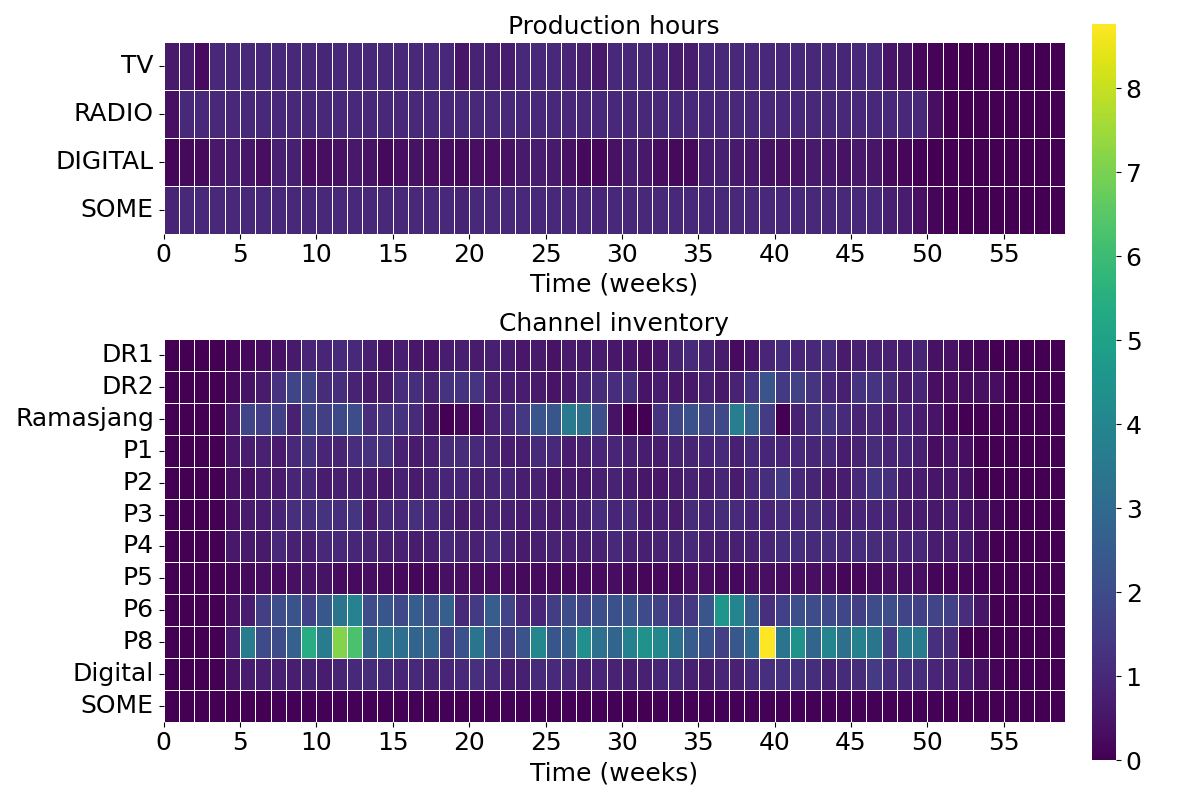 Production hours
TV
RADIO
DIGITAL
SOME
0 5 10 15 20 25 30 35 40 45 50 55
Time (weeks)
Channel inventory
DR1
DR2
Ramasjang
P1
P2
P3
P4
P5
P6
P8
Digital
SOME
0 5 10 15 20 25 30 35 40 45 50 55
Time (weeks)
8
7
6
5
4
3
2
1
0